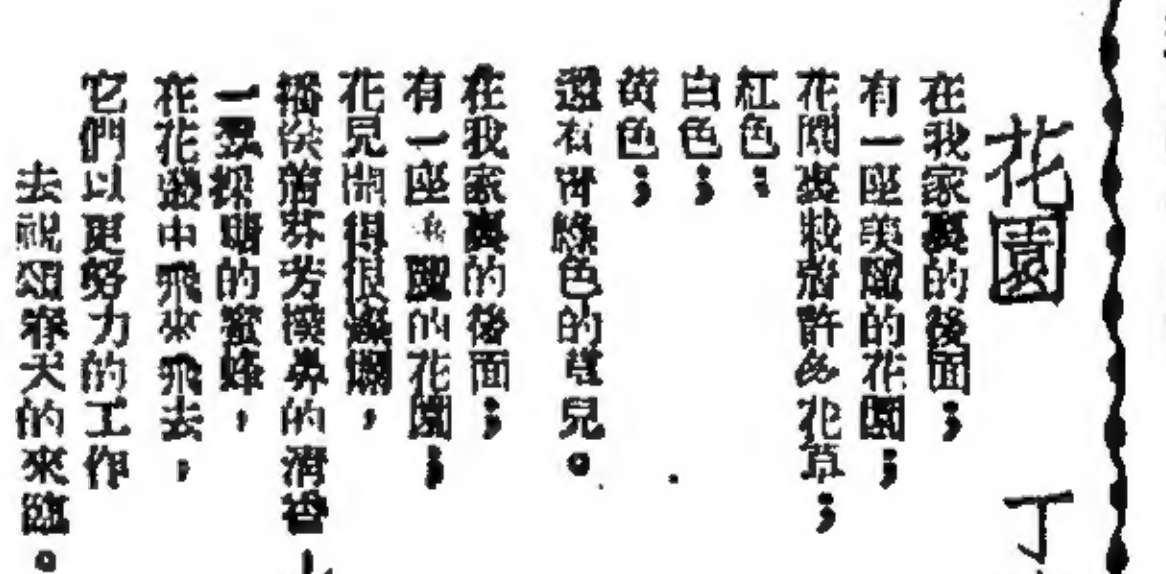 花園
丁
在我家裏的後面；
有一座美麗的花園；
花園裏栽着許多花草；
紅色；
白色；
黃色；
還有青綠色的草兒。
在我家裏的後面；
有一座美麗的花園；
花兒開得很燦爛，
播送着芬芳撲鼻的清香，
一羣採糖的蜜蜂，
在花叢中飛來飛去，
它們以更努力的工作
去祝頌春天的來臨。